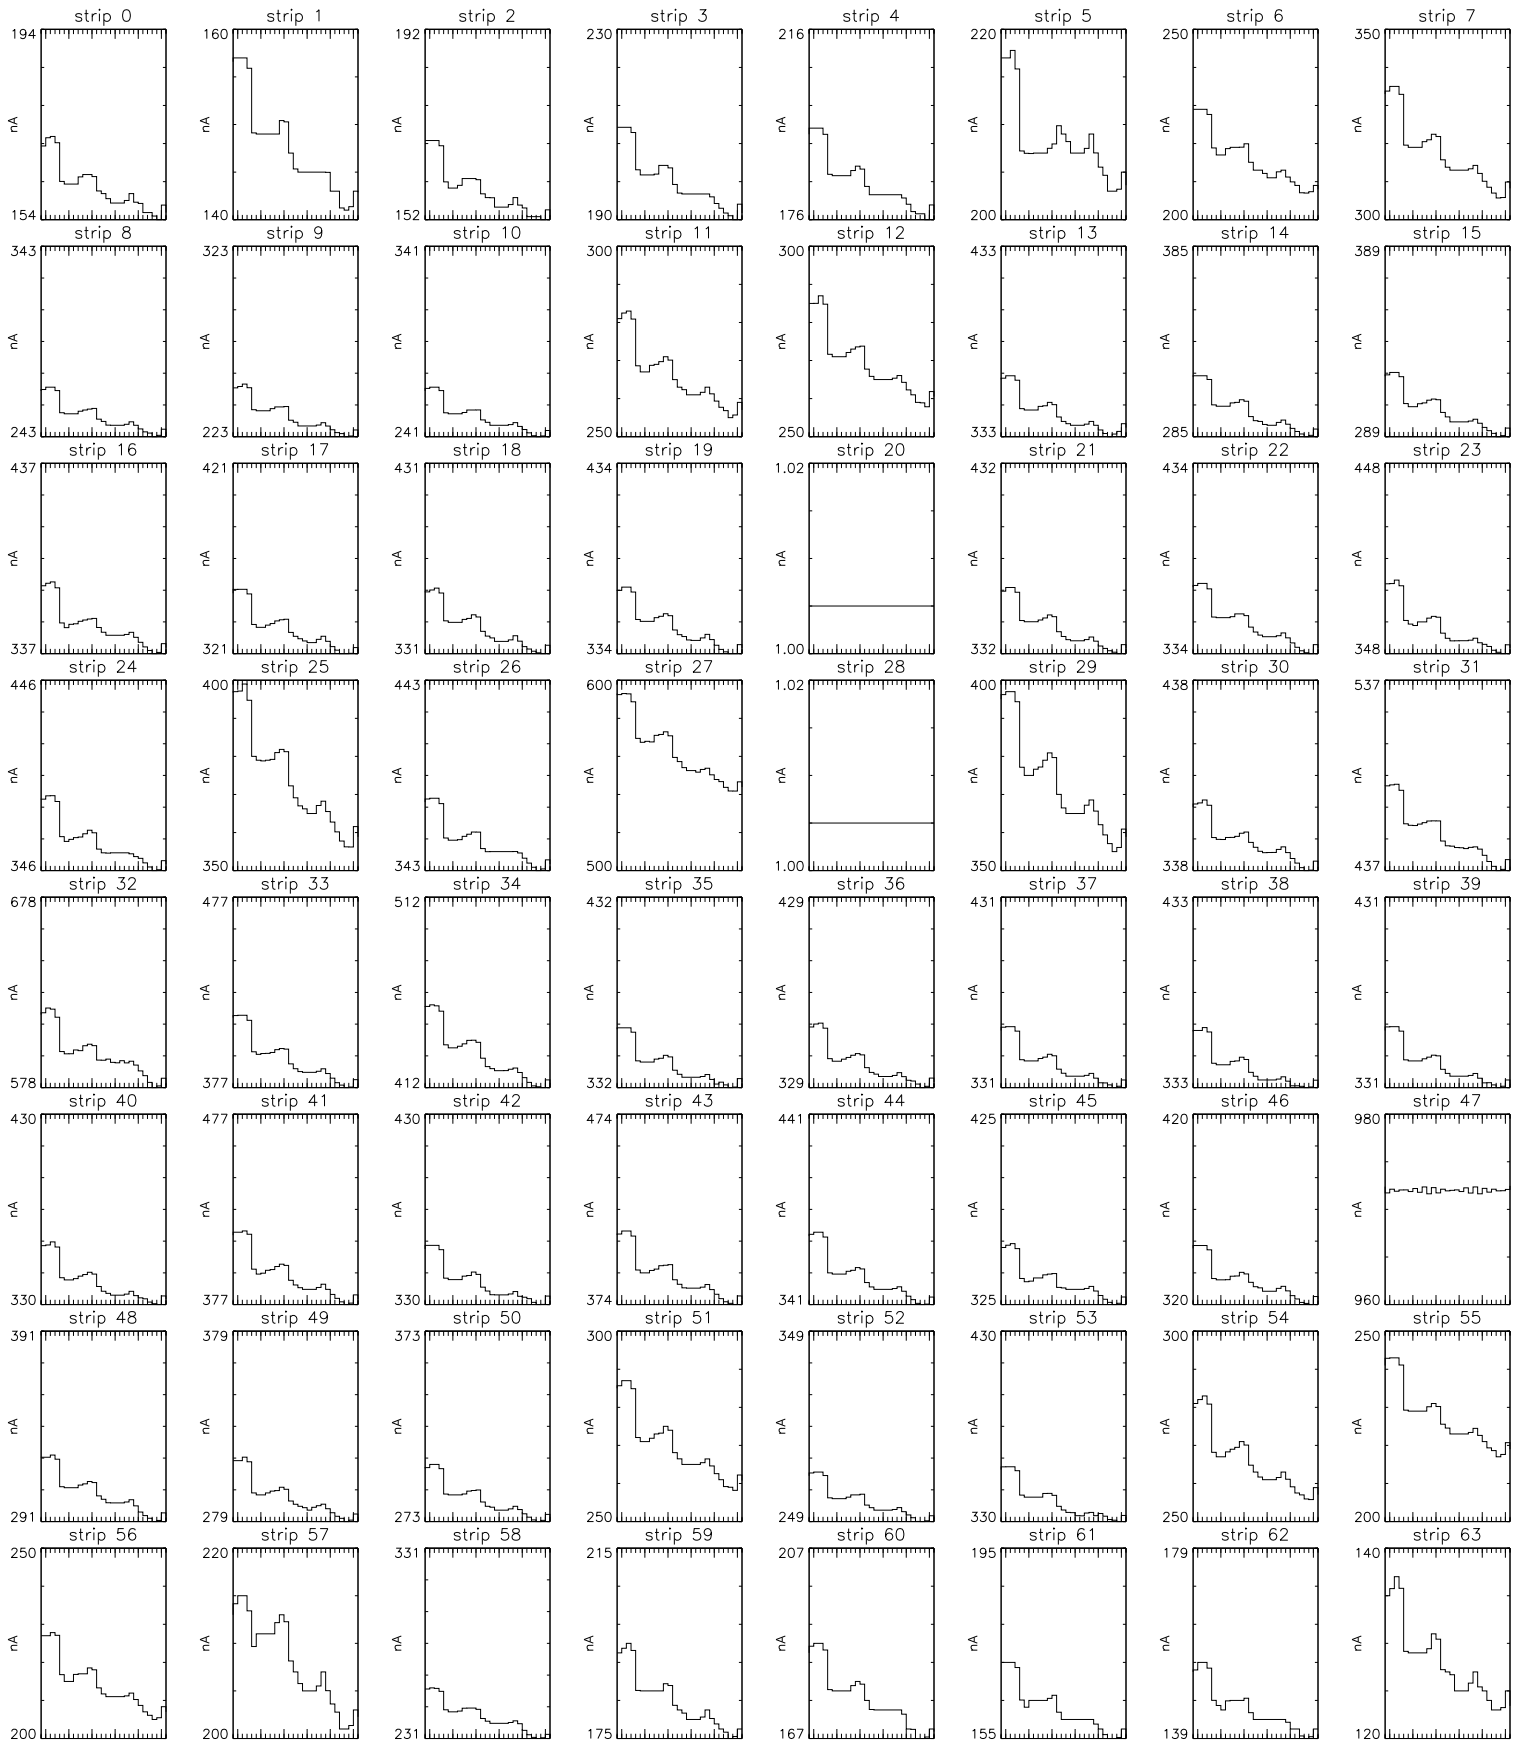 strip 0 strip 1 strip 2 strip 3 strip 4 strip 5 strip 6 strip 7
194 160 192 230 216 220 250 350
nA nA nA nA nA nA nA nA
154 140 152 190 176 200 200 300
strip 8 strip 9 strip 10 strip 11 strip 12 strip 13 strip 14 strip 15
343 323 341 300 300 433 385 389
nA nA nA nA nA nA nA nA
243 223 241 250 250 333 285 289
strip 16 strip 17 strip 18 strip 19 strip 20 strip 21 strip 22 strip 23
437 421 431 434 1.02 432 434 448
nA nA nA nA nA nA nA nA
337 321 331 334 1.00 332 334 348
strip 24 strip 25 strip 26 strip 27 strip 28 strip 29 strip 30 strip 31
446 400 443 600 1.02 400 438 537
nA nA nA nA nA nA nA nA
346 350 343 500 1.00 350 338 437
strip 32 strip 33 strip 34 strip 35 strip 36 strip 37 strip 38 strip 39
678 477 512 432 429 431 433 431
nA nA nA nA nA nA nA nA
578 377 412 332 329 331 333 331
strip 40 strip 41 strip 42 strip 43 strip 44 strip 45 strip 46 strip 47
430 477 430 474 441 425 420 980
nA nA nA nA nA nA nA nA
330 377 330 374 341 325 320 960
strip 48 strip 49 strip 50 strip 51 strip 52 strip 53 strip 54 strip 55
391 379 373 300 349 430 300 250
nA nA nA nA nA nA nA nA
291 279 273 250 249 330 250 200
strip 56 strip 57 strip 58 strip 59 strip 60 strip 61 strip 62 strip 63
250 220 331 215 207 195 179 140
nA nA nA nA nA nA nA nA
200 200 231 175 167 155 139 120